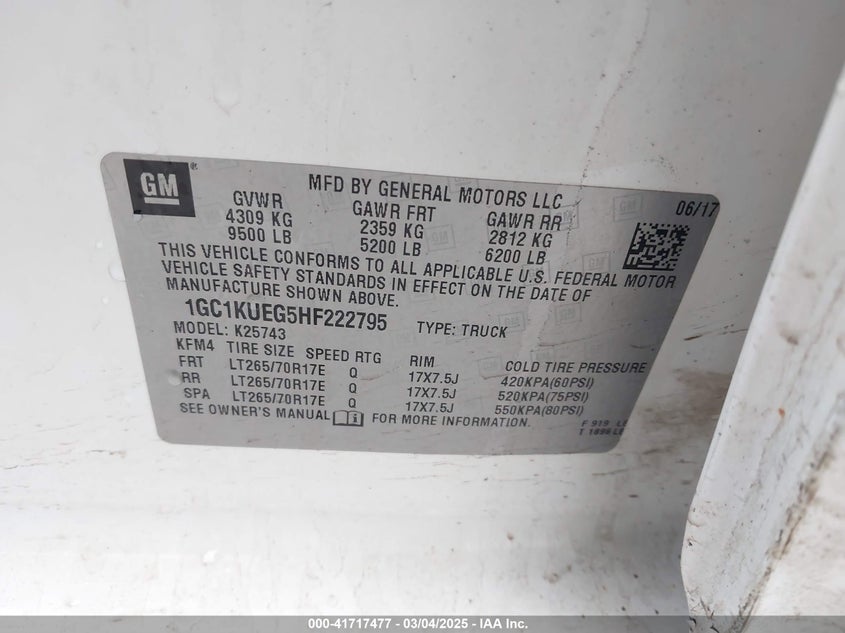 GM
MFD BY GENERAL MOTORS LLC
06/17
GVWR GAWR FRT GAWR RR
4309 KG 2359 KG 2812 KG
9500 LB 5200 LB 6200 LB
THIS VEHICLE CONFORMS TO ALL APPLICABLE U.S. FEDERAL MOTOR
VEHICLE SAFETY STANDARDS IN EFFECT ON THE DATE OF
MANUFACTURE SHOWN ABOVE.
1GC1KUEG5HF222795 TYPE: TRUCK
MODEL: K25743
KFM4 TIRE SIZE SPEED RTG RIM COLD TIRE PRESSURE
FRT LT265/70R17E Q 17X7.5J 420KPA(60PSI)
RR LT265/70R17E Q 17X7.5J 520KPA(75PSI)
SPA LT265/70R17E Q 17X7.5J 550KPA(80PSI)
SEE OWNER'S MANUAL FOR MORE INFORMATION.
F 919 LB
T 1896 LB
000-41717477 - 03/04/2025 - IAA Inc.